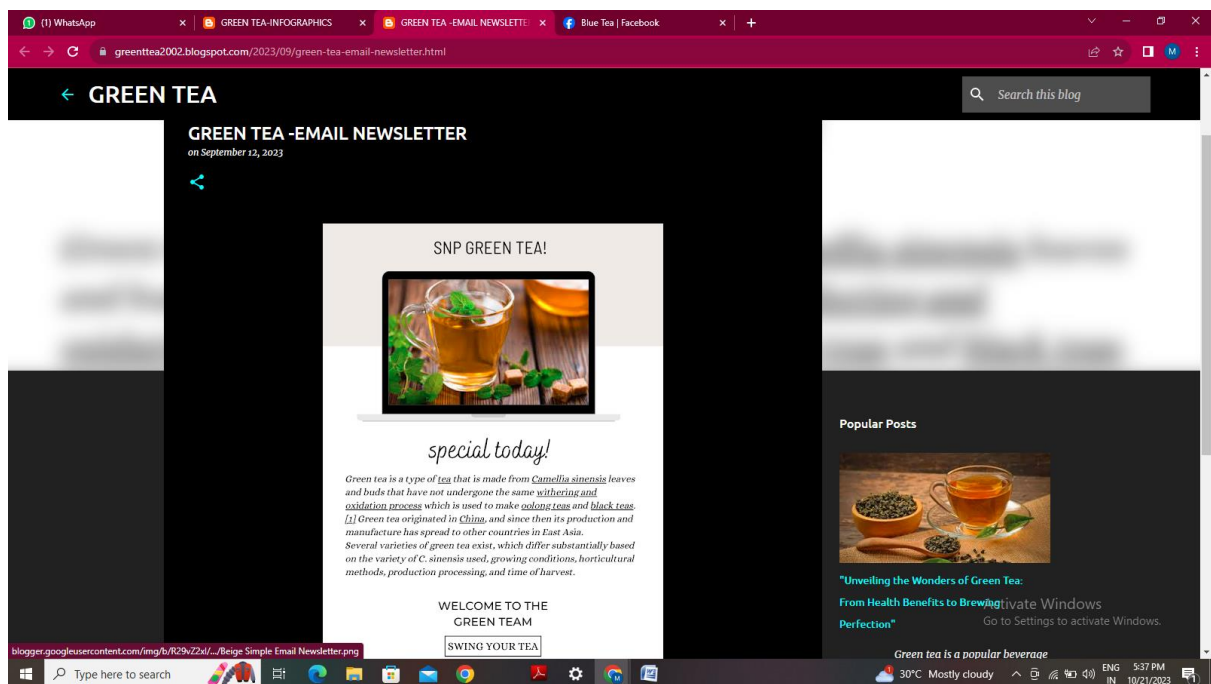 (1) WhatsApp
GREEN TEA-INFOGRAPHICS
GREEN TEA -EMAIL NEWSLETTE
Blue Tea | Facebook
greenttea2002.blogspot.com/2023/09/green-tea-email-newsletter.html
M
GREEN TEA
Search this blog
GREEN TEA -EMAIL NEWSLETTER
on September 12, 2023
SNP GREEN TEA!
special today!
Green tea is a type of tea that is made from Camellia sinensis leaves
and buds that have not undergone the same withering and
oxidation process which is used to make oolong teas and black teas.
[1] Green tea originated in China, and since then its production and
manufacture has spread to other countries in East Asia.
Several varieties of green tea exist, which differ substantially based
on the variety of C. sinensis used, growing conditions, horticultural
methods, production processing, and time of harvest.
WELCOME TO THE
GREEN TEAM
SWING YOUR TEA
Popular Posts
"Unveiling the Wonders of Green Tea:
From Health Benefits to Brewing
Perfection"
Green tea is a popular beverage
Activate Windows
Go to Settings to activate Windows.
blogger.googleusercontent.com/img/b/R29vZ2xl/.../Beige Simple Email Newsletter.png
Type here to search
30°C Mostly cloudy
ENG
IN
5:37 PM
10/21/2023